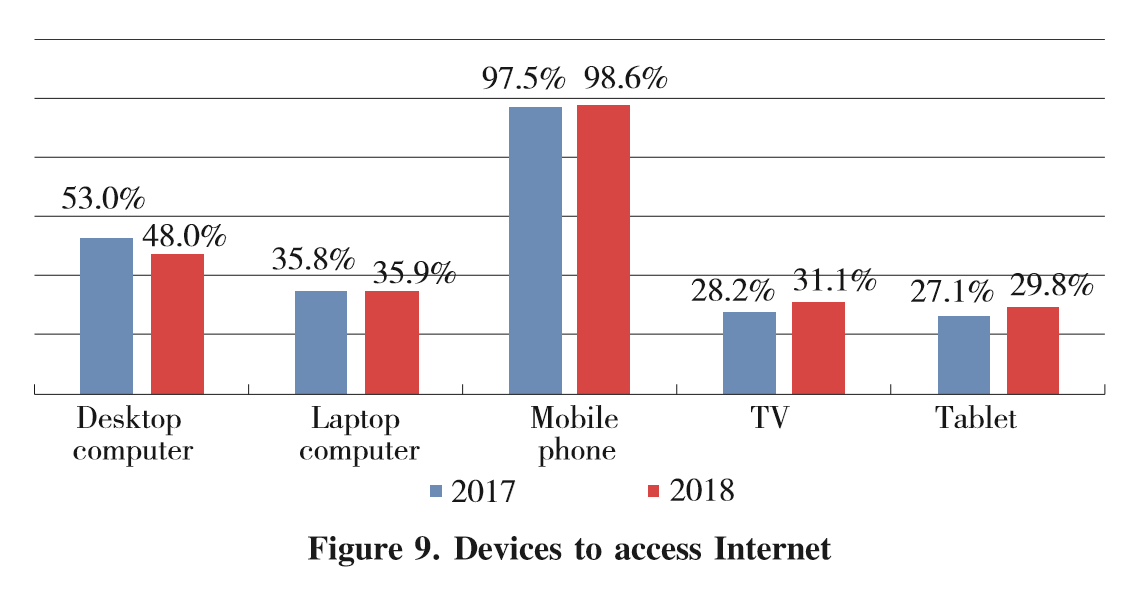 97.5% 98.6%
53.0%
48.0%
35.8% 35.9%
28.2% 31.1%
27.1% 29.8%
Desktop computer
Laptop computer
Mobile phone
TV
Tablet
2017 2018
Figure 9. Devices to access Internet